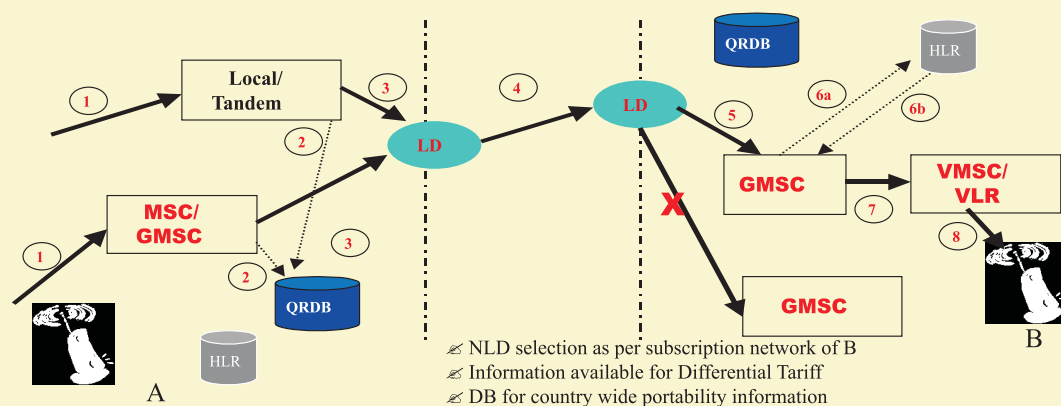 QRDB
HLR
1
Local/
Tandem
3
4
6a
6b
LD
2
LD
5
GMSC
VMSC/
VLR
7
MSC/
GMSC
X
1
2
3
8
QRDB
GMSC
HLR
A
B
NLD selection as per subscription network of B
Information available for Differential Tariff
DB for country wide portability information